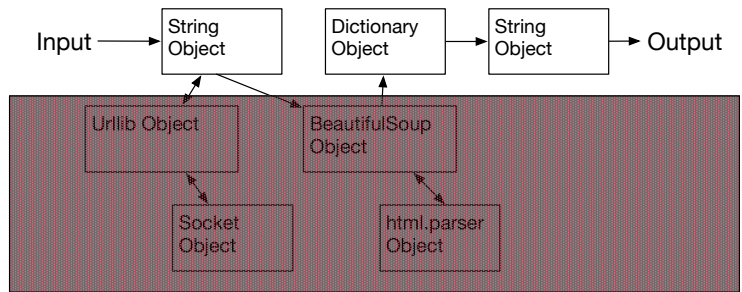 Input
String
Object
Dictionary
Object
String
Object
Output
Urllib Object
BeautifulSoup
Object
Socket
Object
html.parser
Object